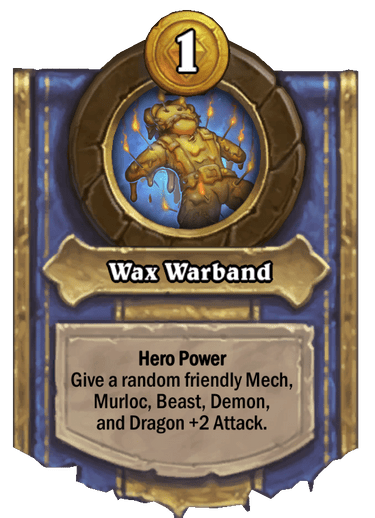 1
Wax Warband
Hero Power
Give a random friendly Mech,
Murloc, Beast, Demon,
and Dragon +2 Attack.